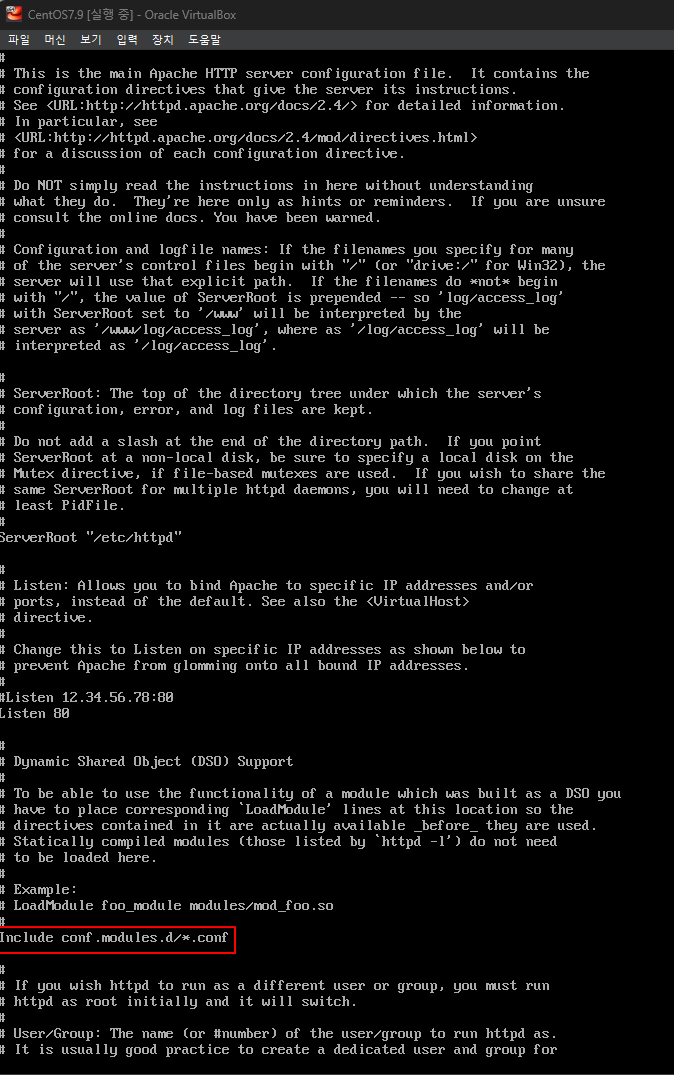 CentOS7.9 [실행 중] - Oracle VirtualBox
파일 머신 보기 입력 장치 도움말
#
# This is the main Apache HTTP server configuration file.  It contains the
# configuration directives that give the server its instructions.
# See <URL:http://httpd.apache.org/docs/2.4/> for detailed information.
# In particular, see
# <URL:http://httpd.apache.org/docs/2.4/mod/directives.html>
# for a discussion of each configuration directive.
#
# Do NOT simply read the instructions in here without understanding
# what they do.  They're here only as hints or reminders.  If you are unsure
# consult the online docs. You have been warned.
#
# Configuration and logfile names: If the filenames you specify for many
# of the server's control files begin with "/" (or "drive:/" for Win32), the
# server will use that explicit path.  If the filenames do *not* begin
# with "/", the value of ServerRoot is prepended -- so 'log/access_log'
# with ServerRoot set to '/www' will be interpreted by the
# server as '/www/log/access_log', where as '/log/access_log' will be
# interpreted as '/log/access_log'.
#
# ServerRoot: The top of the directory tree under which the server's
# configuration, error, and log files are kept.
#
# Do not add a slash at the end of the directory path.  If you point
# ServerRoot at a non-local disk, be sure to specify a local disk on the
# Mutex directive, if file-based mutexes are used.  If you wish to share the
# same ServerRoot for multiple httpd daemons, you will need to change at
# least PidFile.
#
ServerRoot "/etc/httpd"
#
# Listen: Allows you to bind Apache to specific IP addresses and/or
# ports, instead of the default. See also the <VirtualHost>
# directive.
#
# Change this to Listen on specific IP addresses as shown below to
# prevent Apache from glomming onto all bound IP addresses.
#
#Listen 12.34.56.78:80
Listen 80
#
# Dynamic Shared Object (DSO) Support
#
# To be able to use the functionality of a module which was built as a DSO you
# have to place corresponding `LoadModule' lines at this location so the
# directives contained in it are actually available _before_ they are used.
# Statically compiled modules (those listed by `httpd -l') do not need
# to be loaded here.
#
# Example:
# LoadModule foo_module modules/mod_foo.so
#
Include conf.modules.d/*.conf
#
# If you wish httpd to run as a different user or group, you must run
# httpd as root initially and it will switch.
#
# User/Group: The name (or #number) of the user/group to run httpd as.
# It is usually good practice to create a dedicated user and group for